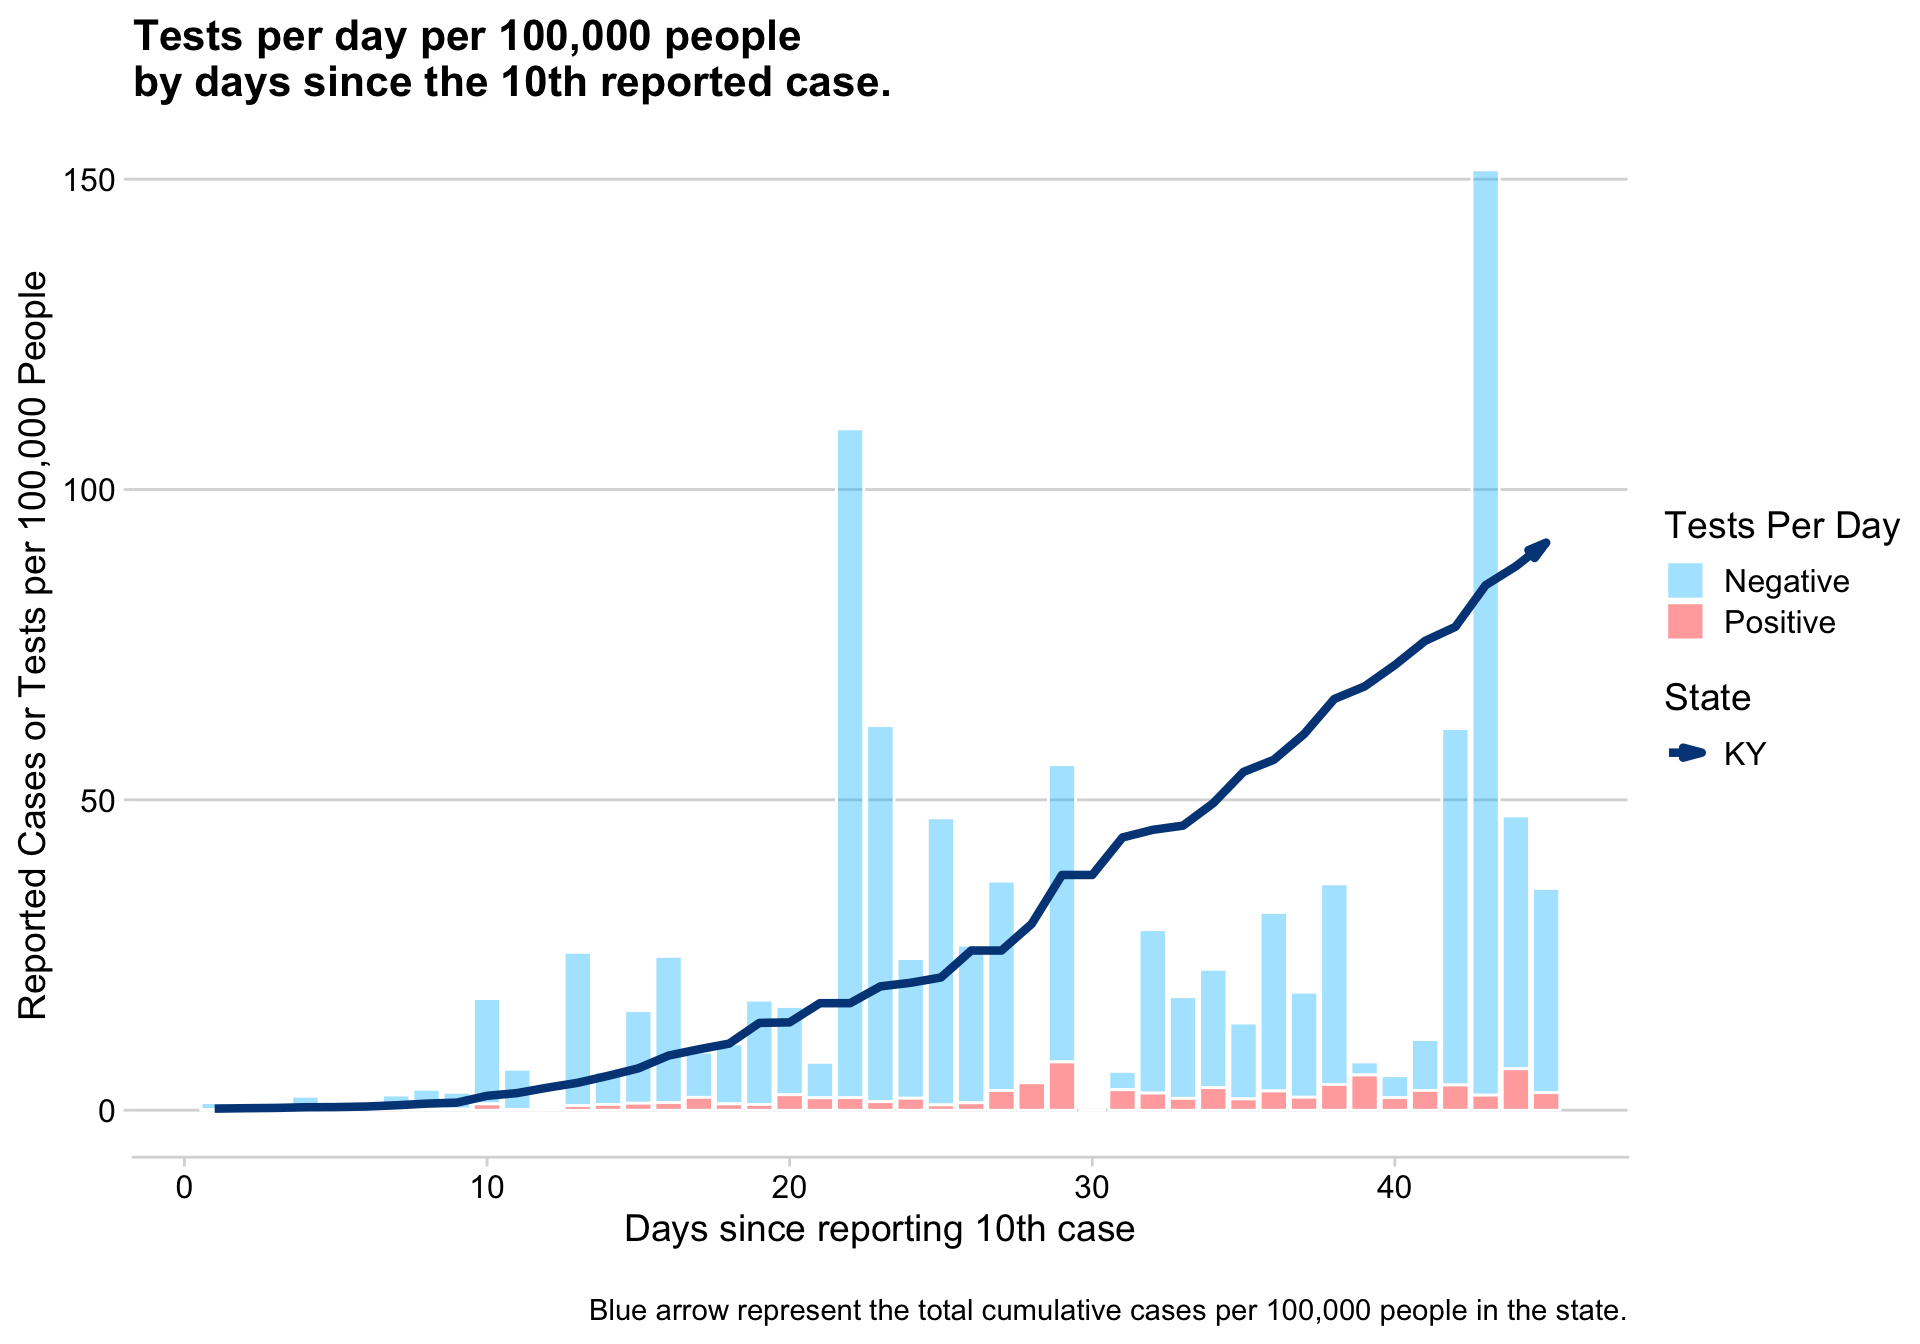 Tests per day per 100,000 people
by days since the 10th reported case.
Reported Cases or Tests per 100,000 People
150
100
50
0
0
10
20
30
40
Days since reporting 10th case
Tests Per Day
Negative
Positive
State
KY
Blue arrow represent the total cumulative cases per 100,000 people in the state.